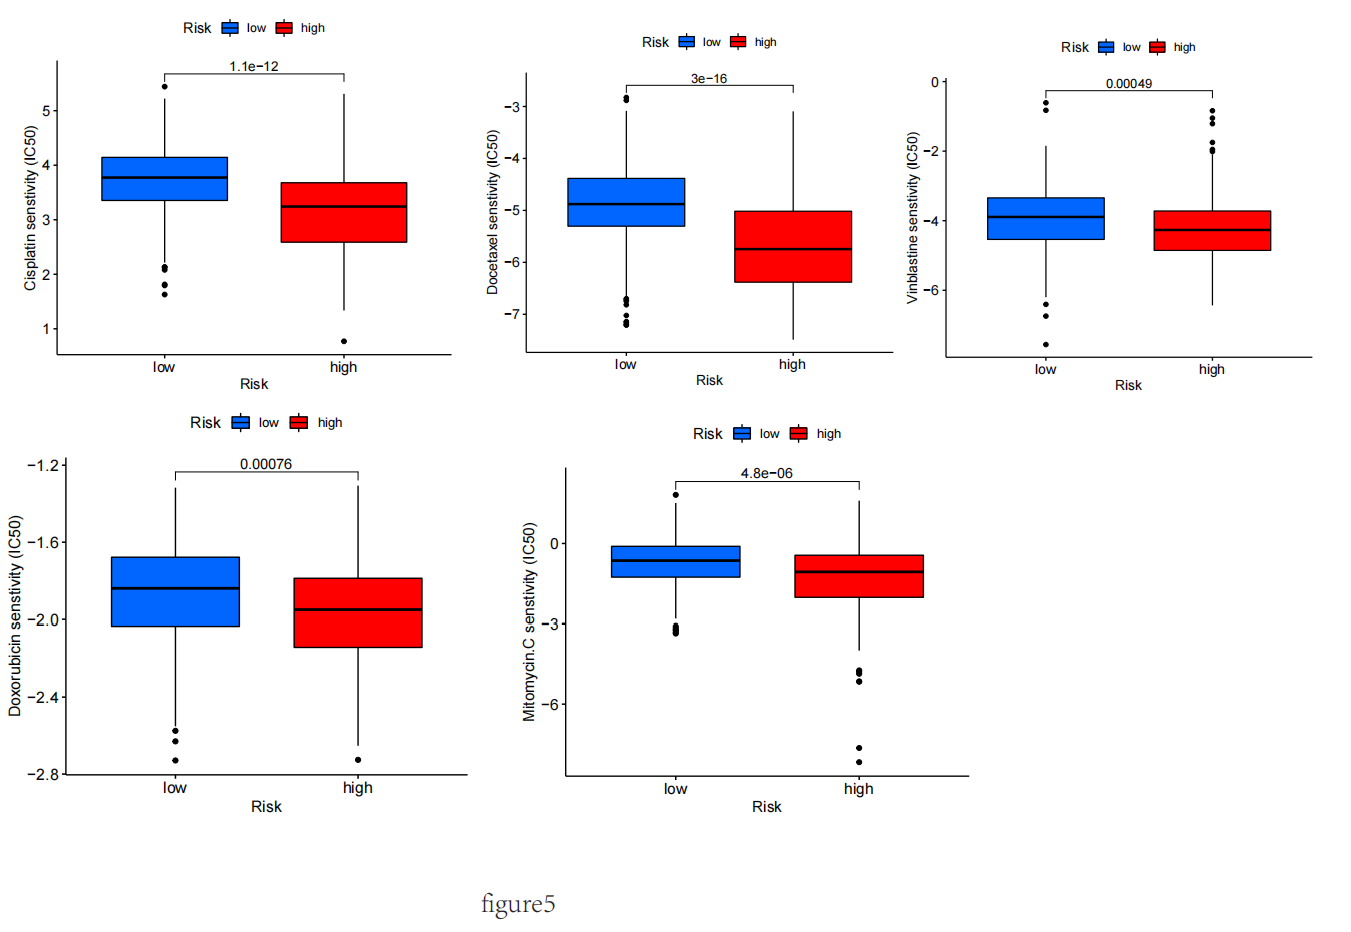 Risk low high
1.1e−12
5
4
3
2
1
Cisplatin senstivity (IC50)
low high
Risk
Risk low high
3e−16
−3
−4
−5
−6
−7
Docetaxel senstivity (IC50)
low high
Risk
Risk low high
0.00049
0
−2
−4
−6
Vinblastine senstivity (IC50)
low high
Risk
Risk low high
0.00076
−1.2
−1.6
−2.0
−2.4
−2.8
Doxorubicin senstivity (IC50)
low high
Risk
Risk low high
4.8e−06
0
−3
−6
Mitomycin.C senstivity (IC50)
low high
Risk
figure5